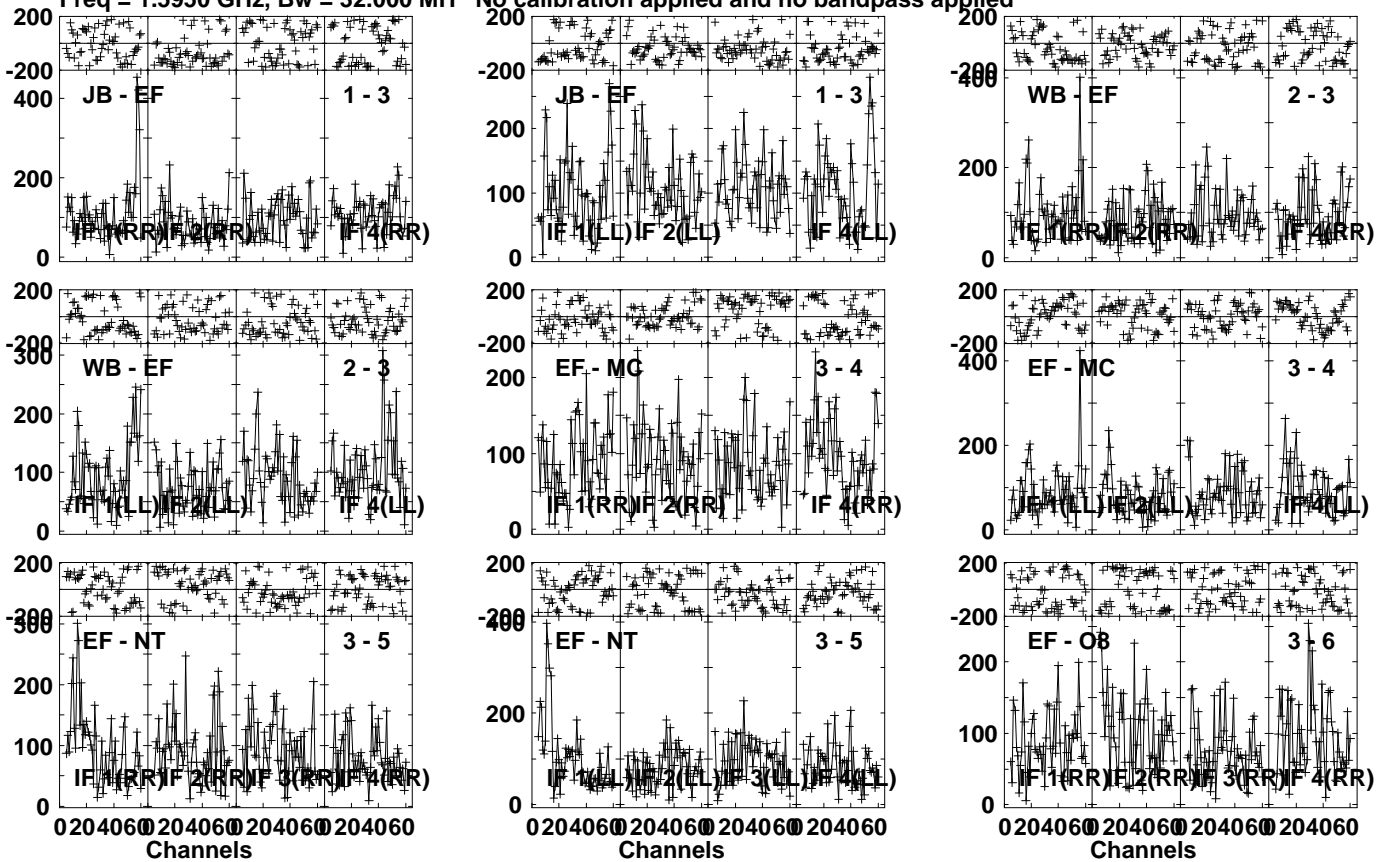 Freq = 1.5950 GHz, Bw = 32.000 MH No calibration applied and no bandpass applied
200 200 200
-200 -200 -200
JB - EF 1 - 3 JB - EF 1 - 3 WB - EF 2 - 3
400
400 200 200
200 100
0 0 0
IF 1(RR) IF 2(RR) IF 4(RR) IF 1(LL) IF 2(LL) IF 4(LL) IF 1(RR) IF 2(RR) IF 4(RR)
200 200 200
-200 -200 -200
WB - EF 2 - 3 EF - MC 3 - 4 EF - MC 3 - 4
300 200 400
200 100 200
100
0 0 0
IF 1(LL) IF 2(LL) IF 4(LL) IF 1(RR) IF 2(RR) IF 4(RR) IF 1(LL) IF 2(LL) IF 4(LL)
200 200 200
-200 -200 -200
EF - NT 3 - 5 EF - NT 3 - 5 EF - O8 3 - 6
300 400 200
200 200 100
100
0 0 0
IF 1(RR) IF 2(RR) IF 3(RR) IF 4(RR) IF 1(LL) IF 2(LL) IF 3(LL) IF 4(LL) IF 1(RR) IF 2(RR) IF 3(RR) IF 4(RR)
0 20 40 60 0 20 40 60 0 20 40 60 0 20 40 60 0 20 40 60 0 20 40 60 0 20 40 60 0 20 40 60 0 20 40 60 0 20 40 60 0 20 40 60 0 20 40 60
Channels Channels Channels